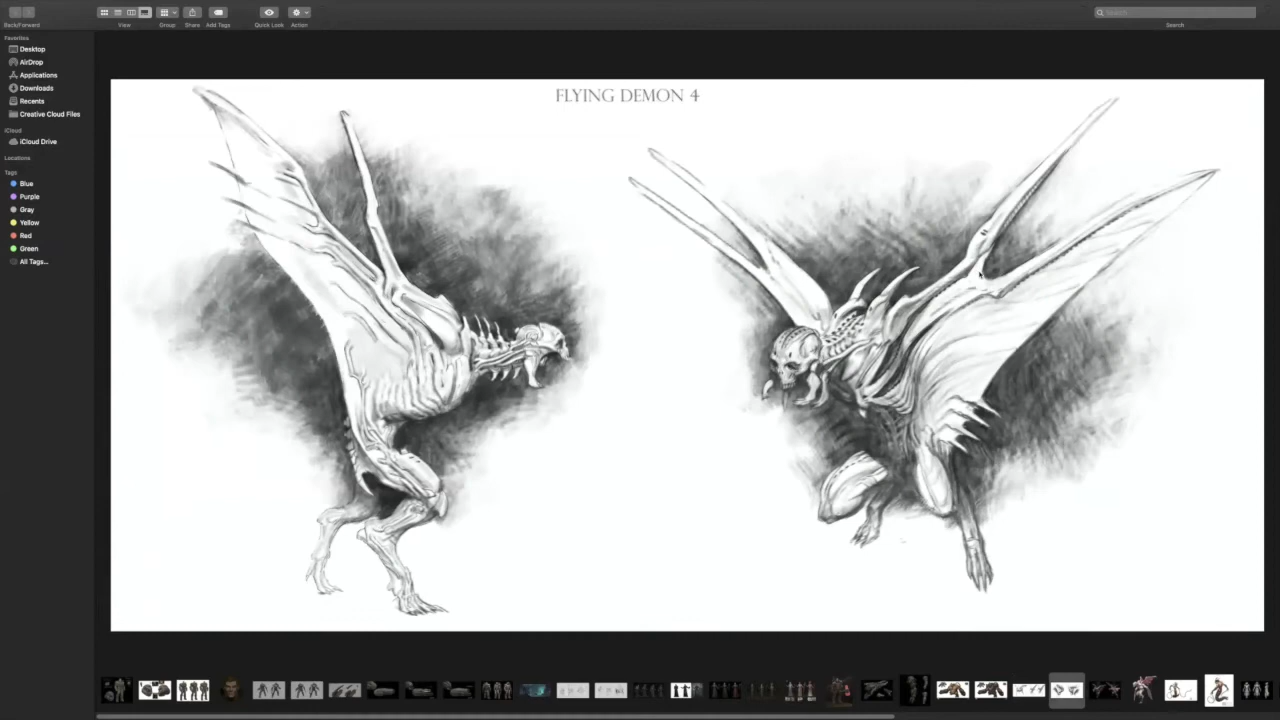 Back/Forward
View
Group
Share
Add Tags
Quick Look
Action
Search
Search
Favorites
Desktop
AirDrop
Applications
Downloads
Recents
Creative Cloud Files
iCloud
iCloud Drive
Locations
Tags
Blue
Purple
Gray
Yellow
Red
Green
All Tags...
FLYING DEMON 4